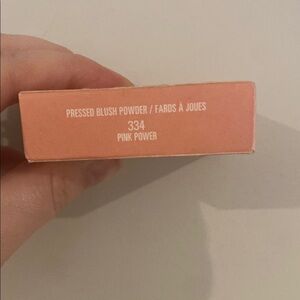 PRESSED BLUSH POWDER / FARDS À JOUES
334
PINK POWER